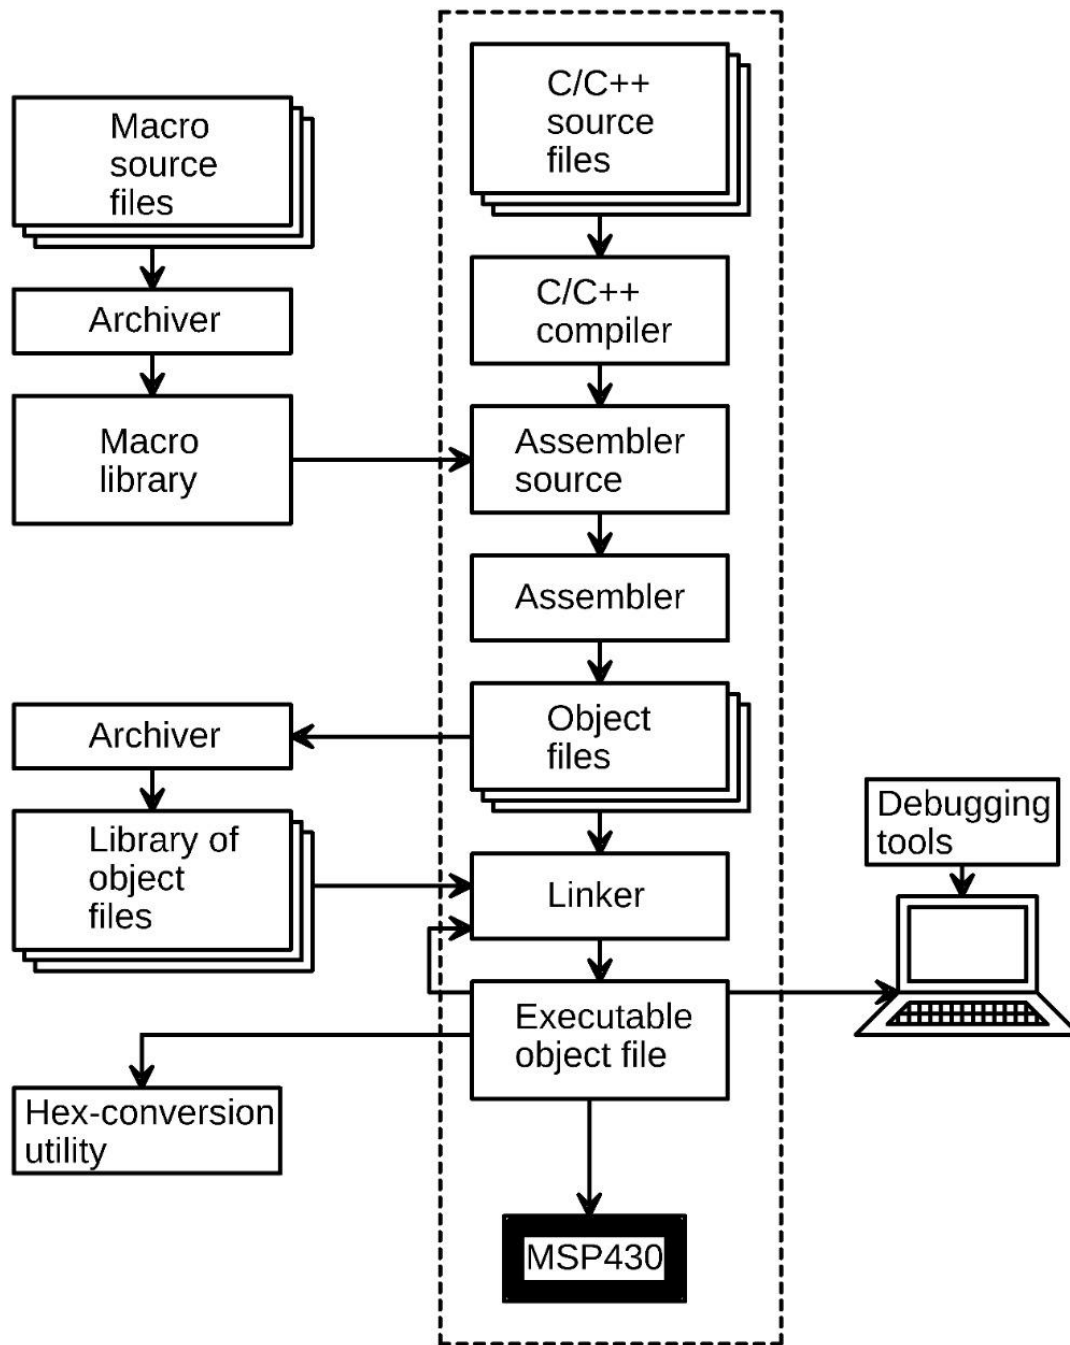 C/C++
source
files
Macro
source
files
C/C++
compiler
Archiver
Macro
library
Assembler
source
Assembler
Object
files
Archiver
Library of
object
files
Debugging
tools
Linker
Executable
object file
Hex-conversion
utility
MSP430